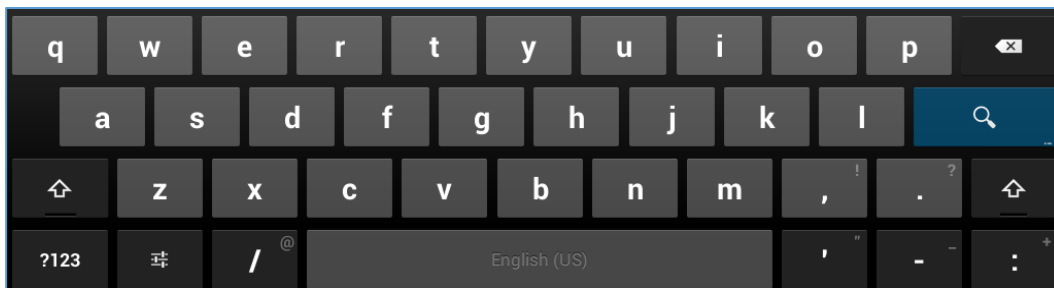 q w e r t y u i o p
a s d f g h j k l
z x c v b n m , ! . ?
?123 / @ English (US) ' " - _ : +